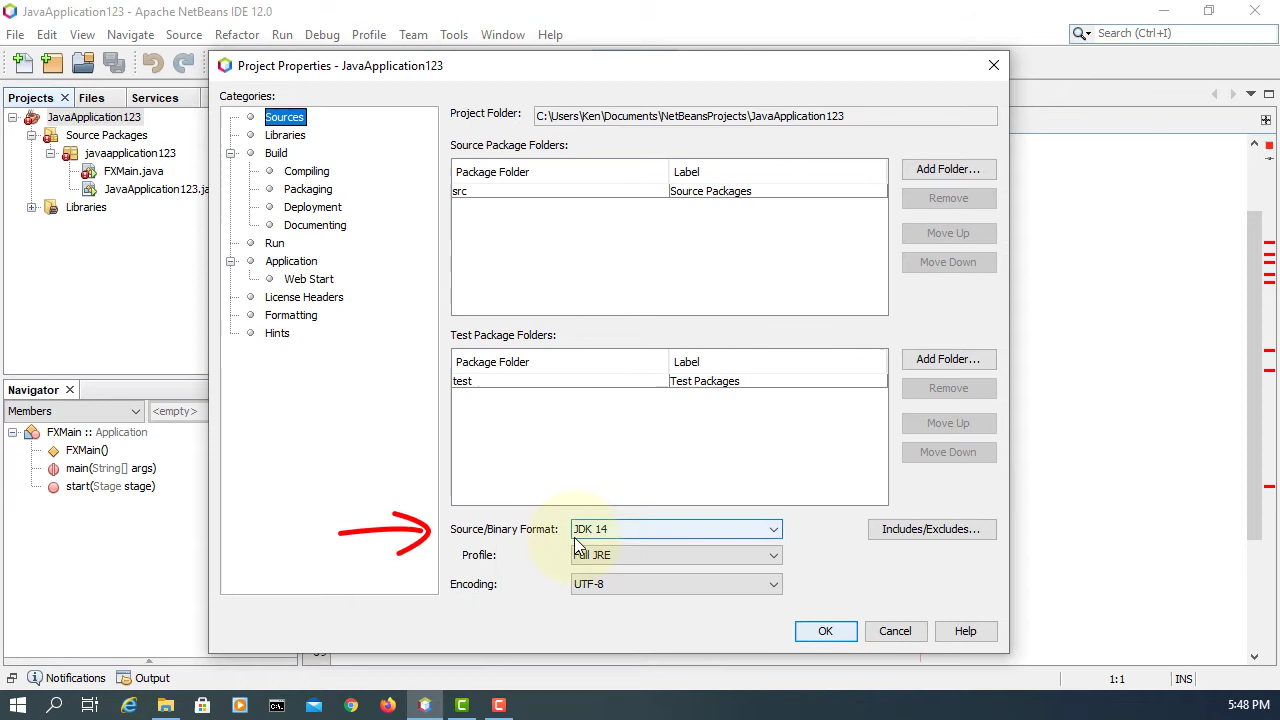 JavaApplication123 - Apache NetBeans IDE 12.0
File Edit View Navigate Source Refactor Run Debug Profile Team Tools Window Help
Search (Ctrl+I)
Project Properties - JavaApplication123
Projects Files Services
JavaApplication123
Source Packages
javaapplication123
FXMain.java
JavaApplication123.ja
Libraries
Navigator
Members
<empty>
FXMain :: Application
FXMain()
main(String[] args)
start(Stage stage)
Categories:
Sources
Libraries
Build
Compiling
Packaging
Deployment
Documenting
Run
Application
Web Start
License Headers
Formatting
Hints
Project Folder: C:\Users\Ken\Documents\NetBeansProjects\JavaApplication123
Source Package Folders:
Package Folder Label
src Source Packages
Add Folder...
Remove
Move Up
Move Down
Test Package Folders:
Package Folder Label
test Test Packages
Add Folder...
Remove
Move Up
Move Down
Source/Binary Format: JDK 14
Includes/Excludes...
Profile: Full JRE
Encoding: UTF-8
OK Cancel Help
Notifications Output
1:1 INS
5:48 PM